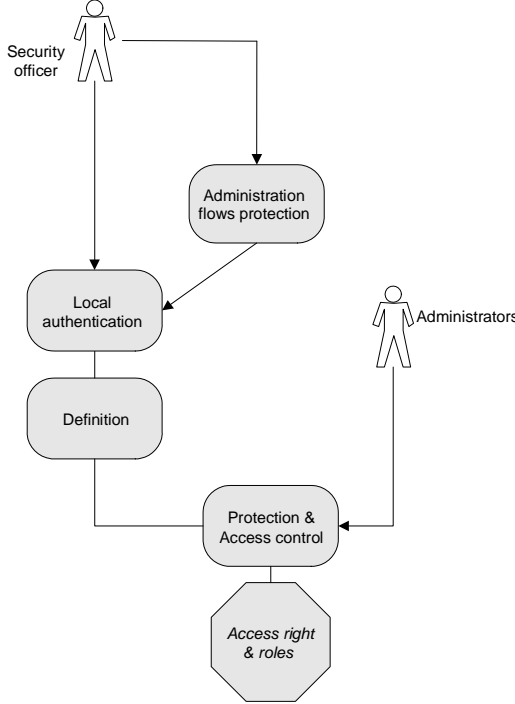 Security
officer
Administration
flows protection
Local
authentication
Administrators
Definition
Protection &
Access control
Access right
& roles